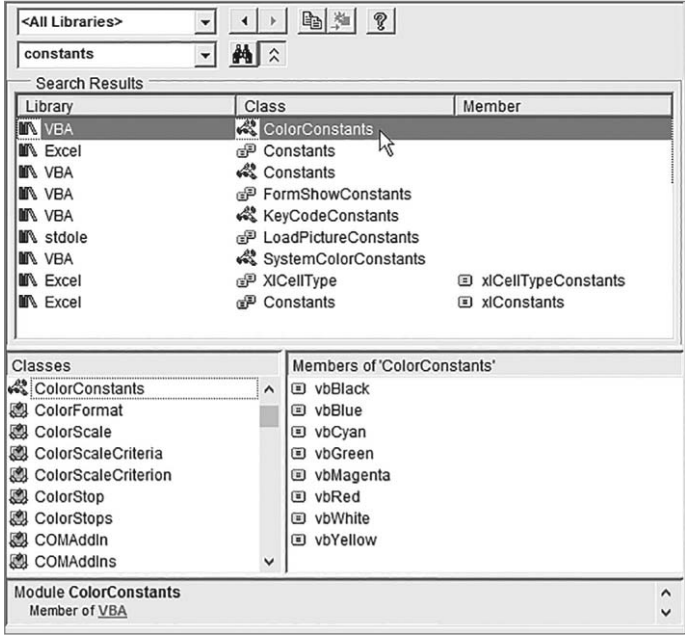 <All Libraries>
constants
Search Results
Library Class Member
VBA ColorConstants
Excel Constants
VBA Constants
VBA FormShowConstants
VBA KeyCodeConstants
stdole LoadPictureConstants
VBA SystemColorConstants
Excel XlCellType xlCellTypeConstants
Excel Constants xlConstants
Classes Members of 'ColorConstants'
ColorConstants vbBlack
ColorFormat vbBlue
ColorScale vbCyan
ColorScaleCriteria vbGreen
ColorScaleCriterion vbMagenta
ColorStop vbRed
ColorStops vbWhite
COMAddIn vbYellow
COMAddIns
Module ColorConstants
Member of VBA